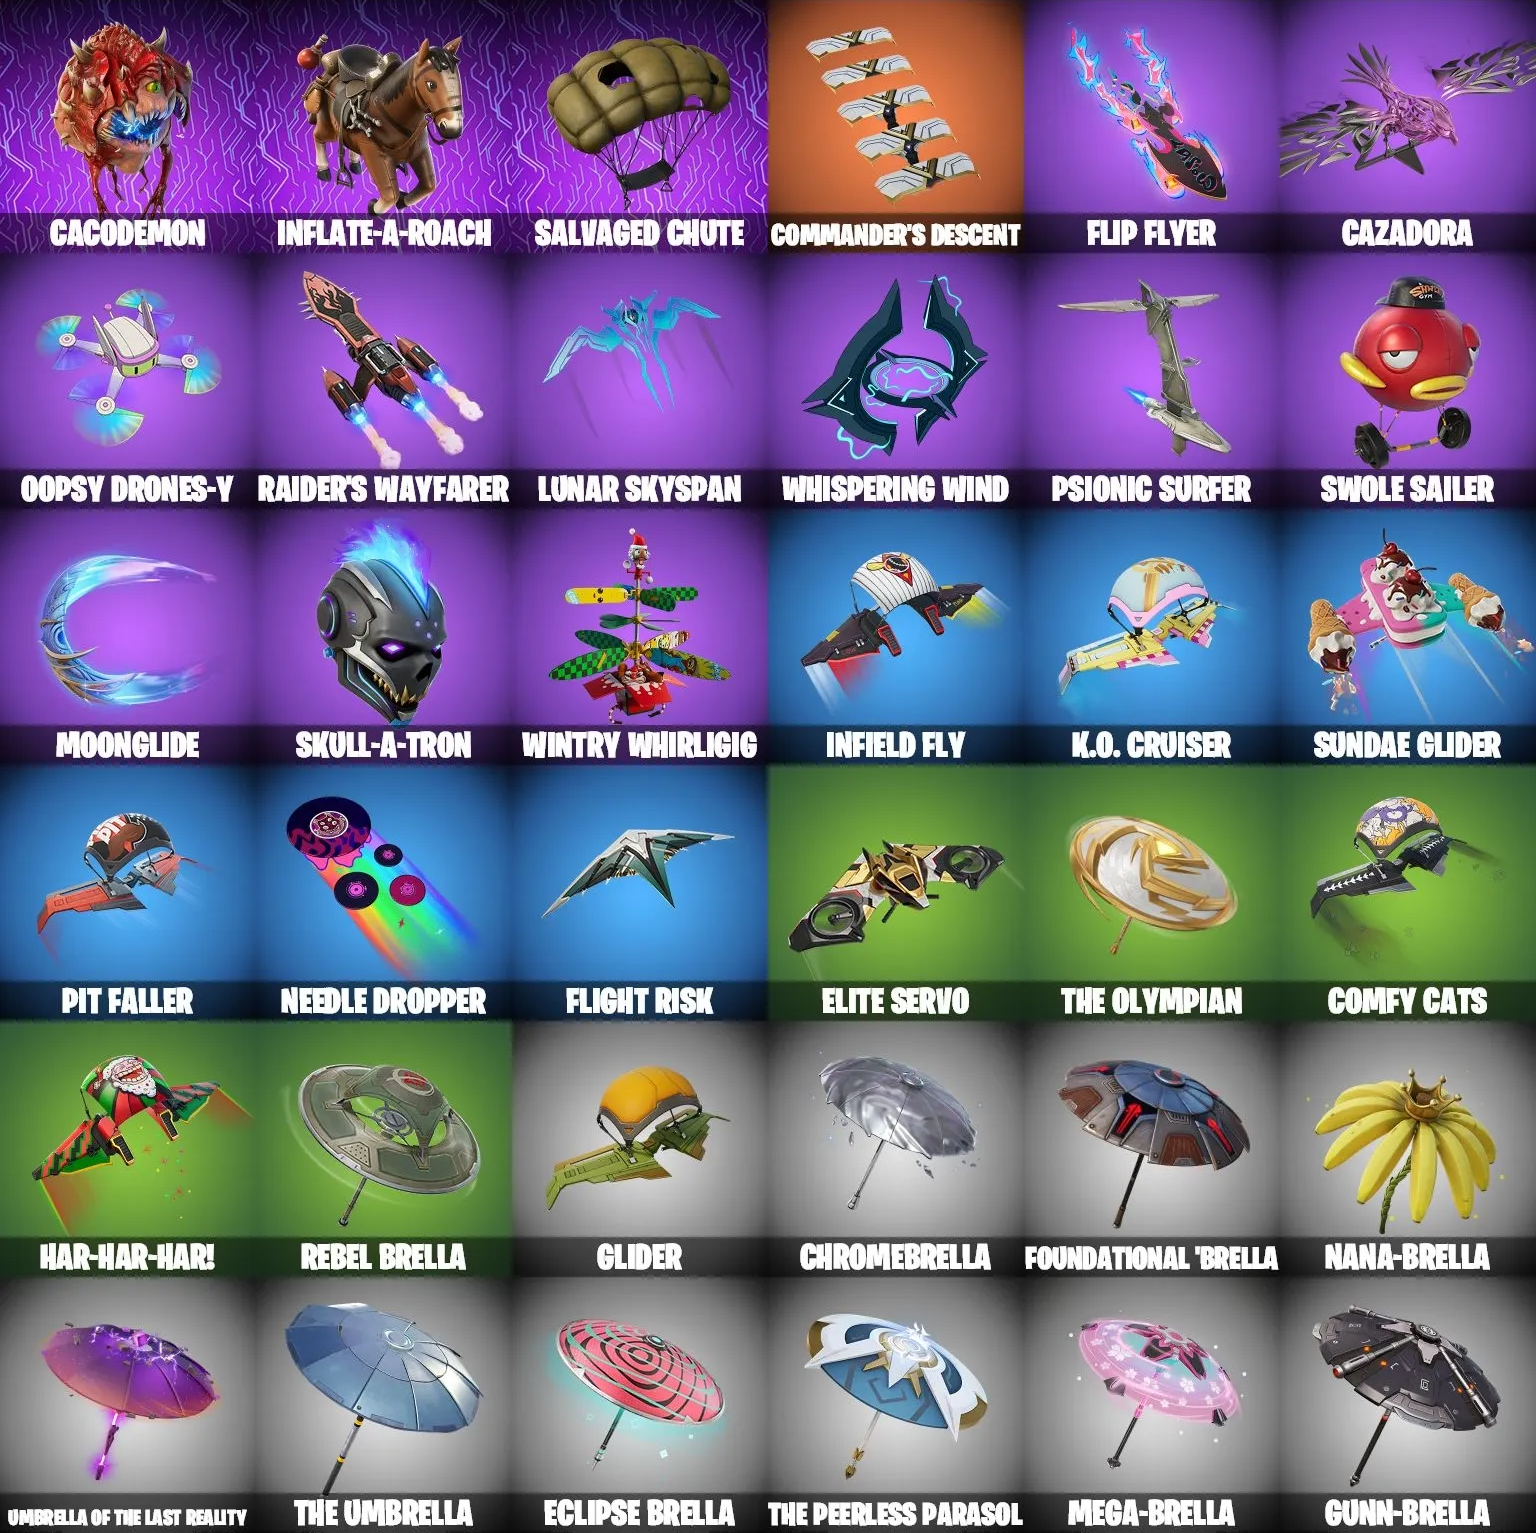 CACODEMON
INFLATE-A-ROACH
SALVAGED CHUTE
COMMANDER'S DESCENT
FLIP FLYER
CAZADORA
OOPSY DRONES-Y
RAIDER'S WAYFARER
LUNAR SKYSPAN
WHISPERING WIND
PSIONIC SURFER
SWOLE SAILER
MOONGLIDE
SKULL-A-TRON
WINTRY WHIRLIGIG
INFIELD FLY
K.O. CRUISER
SUNDAE GLIDER
PIT
PIT FALLER
NEEDLE DROPPER
FLIGHT RISK
ELITE SERVO
THE OLYMPIAN
COMFY CATS
HAR-HAR-HAR!
REBEL BRELLA
GLIDER
CHROMEBRELLA
FOUNDATIONAL 'BRELLA
NANA-BRELLA
UMBRELLA OF THE LAST REALITY
THE UMBRELLA
ECLIPSE BRELLA
THE PEERLESS PARASOL
MEGA-BRELLA
GUNN-BRELLA